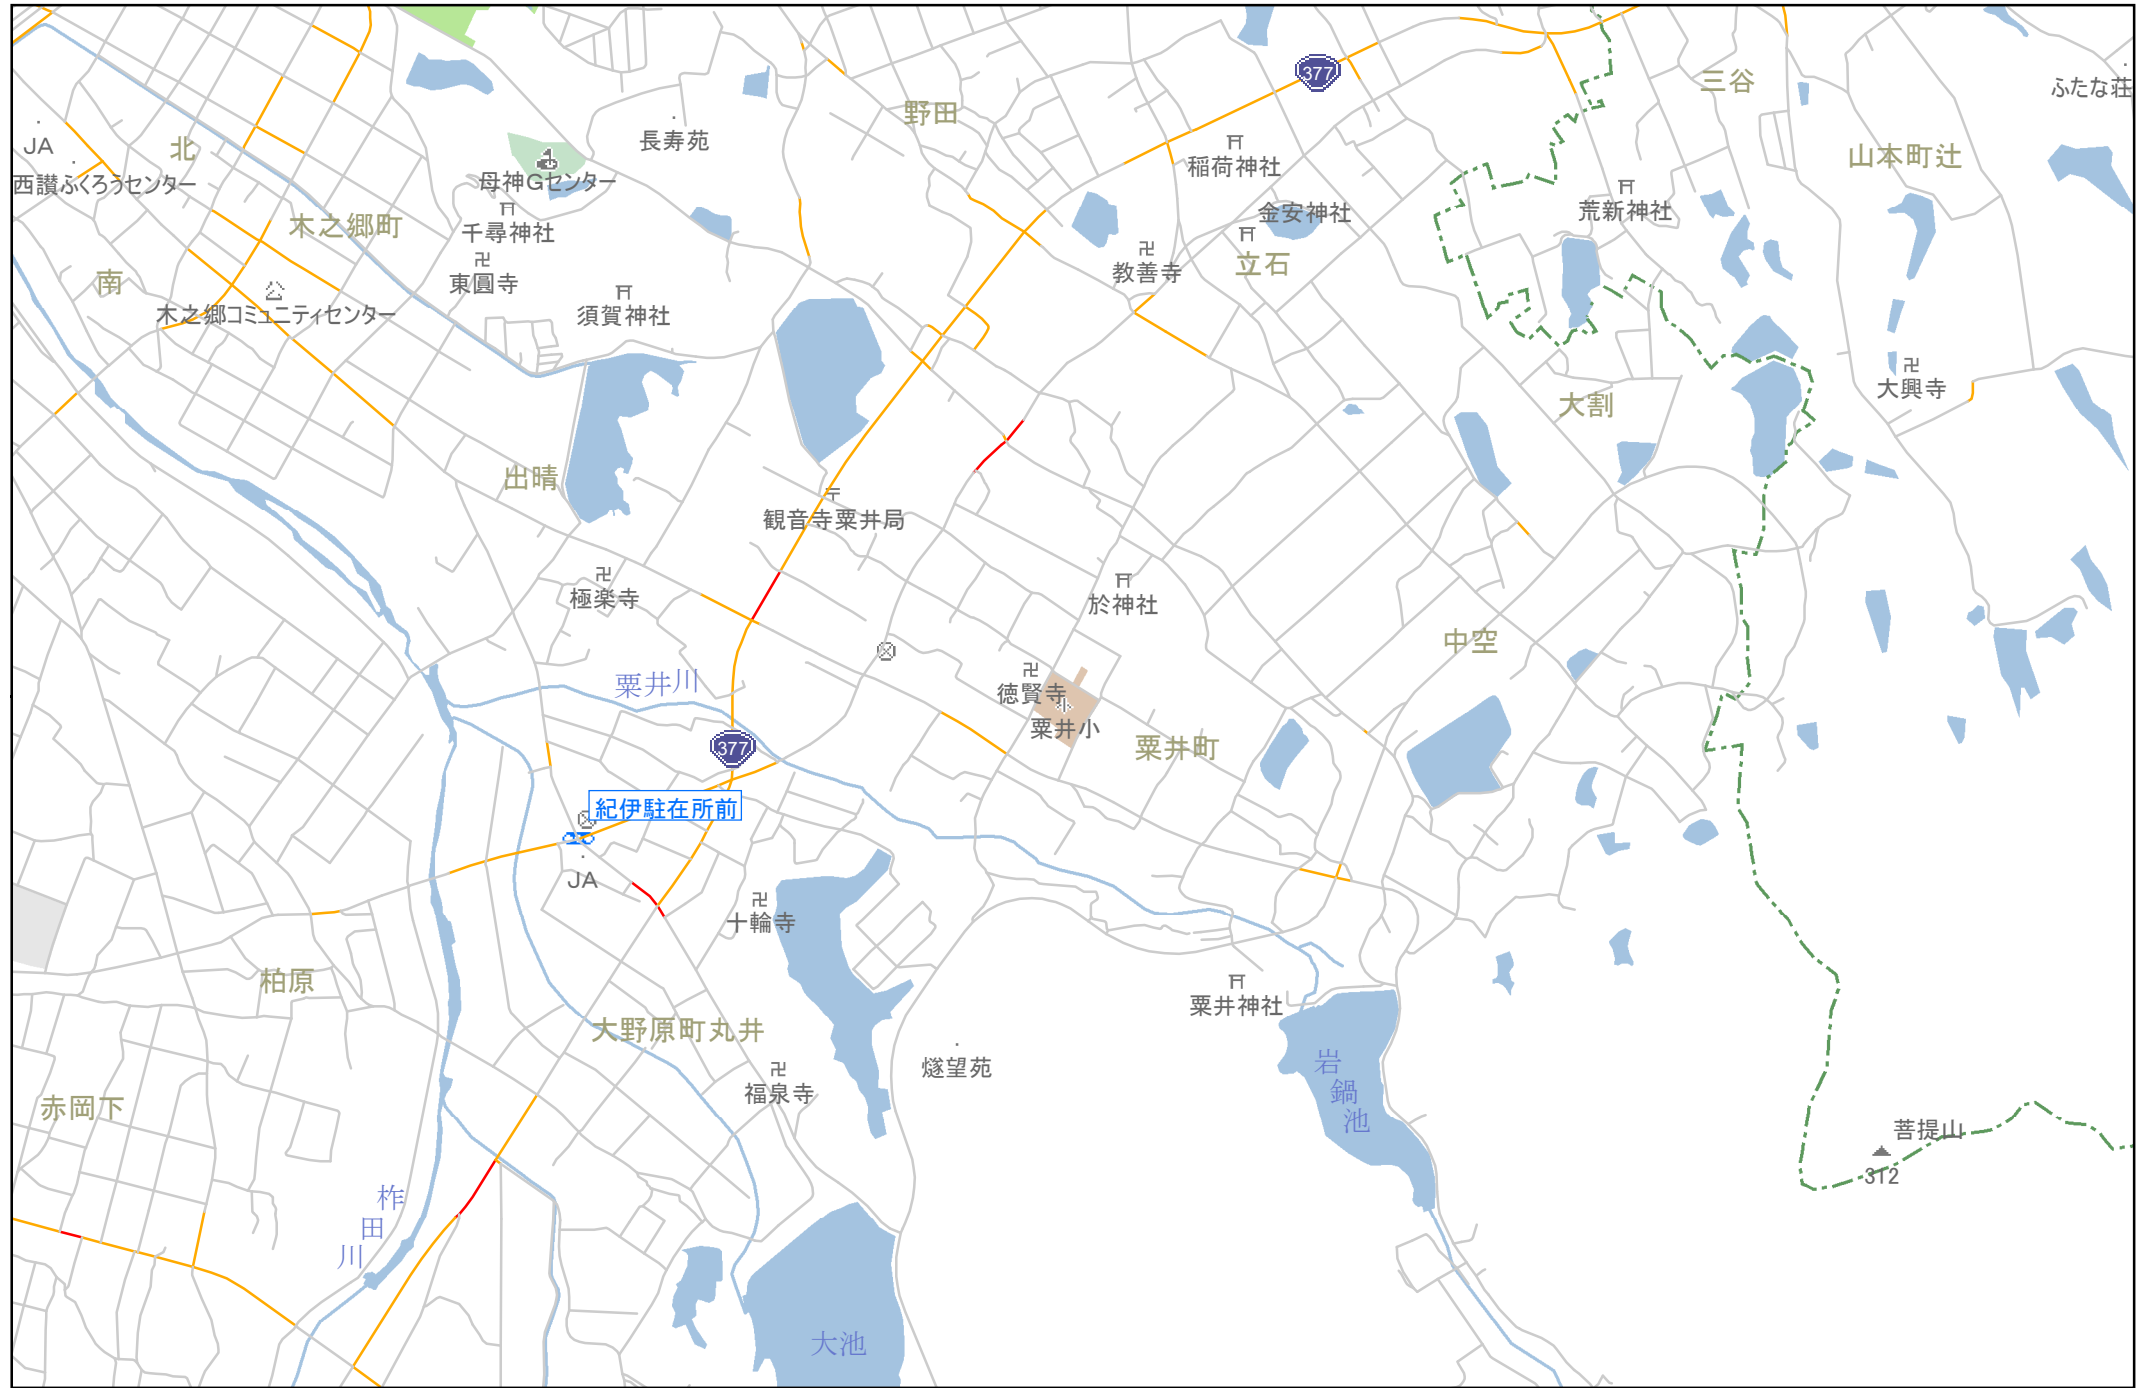 377
三谷
ふたな荘
JA
北
長寿苑
野田
稲荷神社
山本町辻
西讃ふくろうセンター
母神Gセンター
木之郷町
千尋神社
金安神社
荒新神社
南
東圓寺
教善寺
立石
木之郷コミュニティセンター
須賀神社
大興寺
大割
出晴
観音寺粟井局
極楽寺
於神社
中空
粟井川
徳賢寺
粟井小
粟井町
377
紀伊駐在所前
JA
十輪寺
柏原
粟井神社
大野原町丸井
燧望苑
福泉寺
岩鍋池
赤岡下
菩提山
312
柞田川
大池